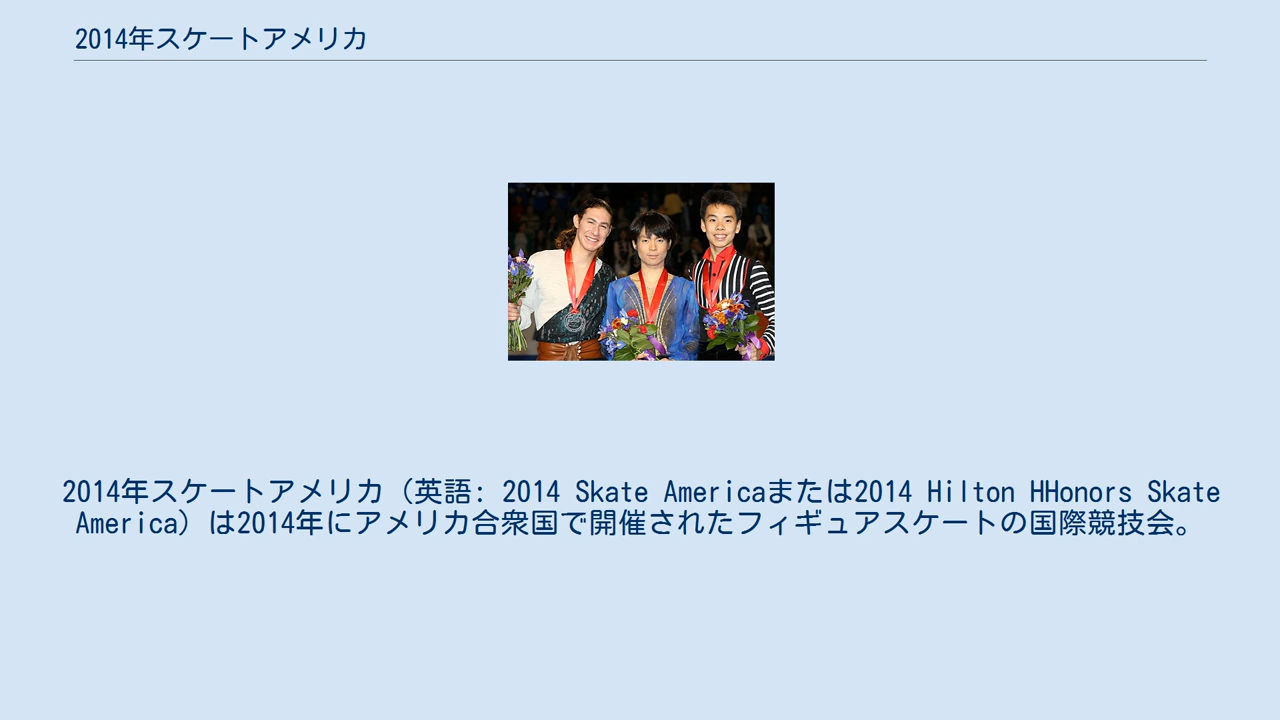 2014年スケートアメリカ
2014年スケートアメリカ（英語: 2014 Skate Americaまたは2014 Hilton HHonors Skate
America）は2014年にアメリカ合衆国で開催されたフィギュアスケートの国際競技会。